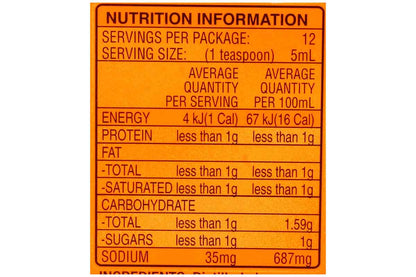 NUTRITION INFORMATION
SERVINGS PER PACKAGE: 12
SERVING SIZE: (1 teaspoon) 5mL
AVERAGE AVERAGE
QUANTITY QUANTITY
PER SERVING PER 100mL
ENERGY 4 kJ(1 Cal) 67 kJ(16 Cal)
PROTEIN less than 1g less than 1g
FAT
-TOTAL less than 1g less than 1g
-SATURATED less than 1g less than 1g
CARBOHYDRATE
-TOTAL less than 1g 1.59g
-SUGARS less than 1g 1g
SODIUM 35mg 687mg